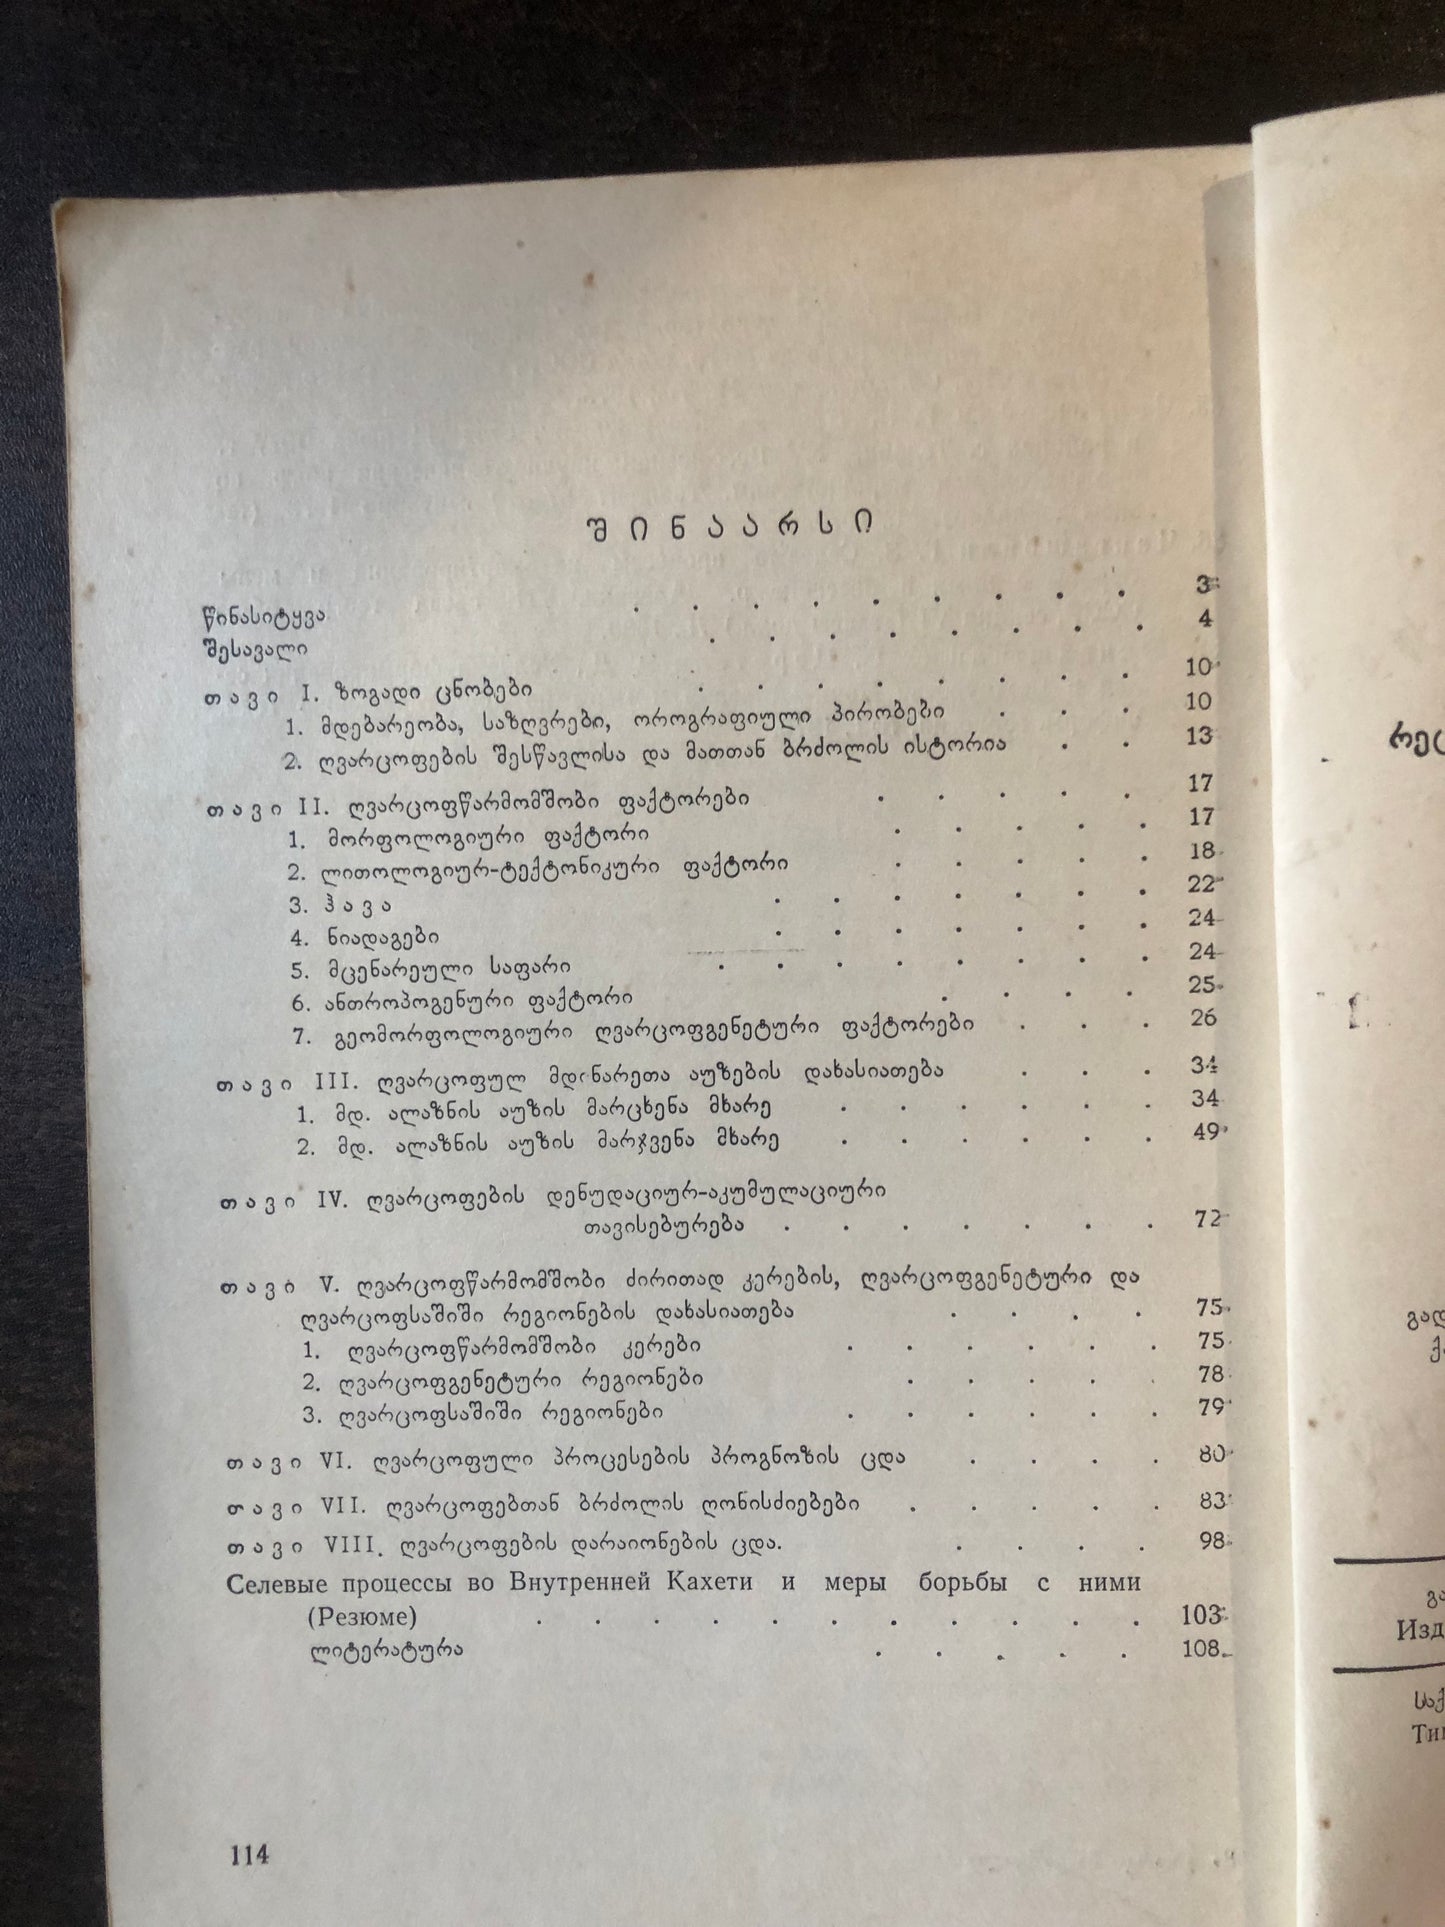 შინაარსი
წინასიტყვა . . . . . . . . . 3
შესავალი . . . . . . . . 4
თავი I. ზოგადი ცნობები . . . . . . . . 10
1. მდებარეობა, საზღვრები, ოროგრაფიული პირობები . . . 10
2. ღვარცოფების შესწავლისა და მათთან ბრძოლის ისტორია . . 13
თავი II. ღვარცოფწარმომშობი ფაქტორები . . . . . 17
1. მორფოლოგიური ფაქტორი . . . . . 17
2. ლითოლოგიურ-ტექტონიკური ფაქტორი . . . . . 18
3. ჰავა . . . . . . . 22
4. ნიადაგები . . . . . . . 24
5. მცენარეული საფარი . . . . . . . . 24
6. ანთროპოგენური ფაქტორი . . . . 25
7. გეომორფოლოგიური ღვარცოფგენეტური ფაქტორები . . . 26
თავი III. ღვარცოფულ მდინარეთა აუზების დახასიათება . . . 34
1. მდ. ალაზნის აუზის მარცხენა მხარე . . . . . . 34
2. მდ. ალაზნის აუზის მარჯვენა მხარე . . . . . . 49
თავი IV. ღვარცოფების დენუდაციურ-აკუმულაციური
თავისებურება . . . . . . . 72
თავი V. ღვარცოფწარმომშობი ძირითად კერების, ღვარცოფგენეტური და
ღვარცოფსაშიში რეგიონების დახასიათება . . . . 75
1. ღვარცოფწარმომშობი კერები . . . . . . 75
2. ღვარცოფგენეტური რეგიონები . . . . . 78
3. ღვარცოფსაშიში რეგიონები . . . . . . 79
თავი VI. ღვარცოფული პროცესების პროგნოზის ცდა . . . . 80
თავი VII. ღვარცოფებთან ბრძოლის ღონისძიებები . . . . . 83
თავი VIII. ღვარცოფების დარაიონების ცდა. . . . . 98
Селевые процессы во Внутренней Кахети и меры борьбы с ними
(Резюме) . . . . . . . . . . . 103
ლიტერატურა . . . . . 108
114